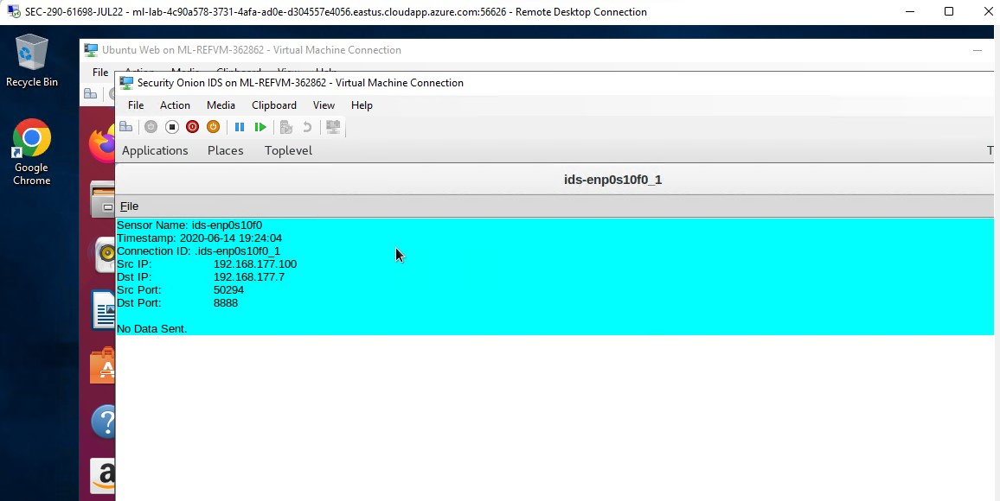 SEC-290-61698-JUL22 - ml-lab-4c90a578-3731-4afa-ad0e-d304557e4056.eastus.cloudapp.azure.com:56626 - Remote Desktop Connection
Recycle Bin
Google
Chrome
Ubuntu Web on ML-REFVM-362862 - Virtual Machine Connection
File
Security Onion IDS on ML-REFVM-362862 - Virtual Machine Connection
File Action Media Clipboard View Help
Applications Places Toplevel T
ids-enp0s10f0_1
File
Sensor Name: ids-enp0s10f0
Timestamp: 2020-06-14 19:24:04
Connection ID: .ids-enp0s10f0_1
Src IP: 192.168.177.100
Dst IP: 192.168.177.7
Src Port: 50294
Dst Port: 8888
No Data Sent.